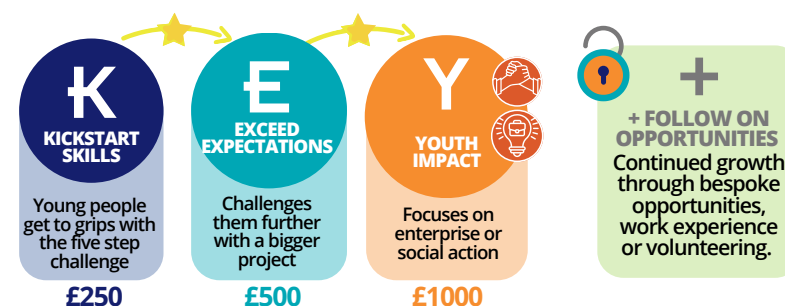 K
KICKSTART
SKILLS
Young people
get to grips with
the five step
challenge
£250
E
EXCEED
EXPECTATIONS
Challenges
them further
with a bigger
project
£500
Y
YOUTH
IMPACT
Focuses on
enterprise or
social action
£1000
+
+ FOLLOW ON
OPPORTUNITIES
Continued growth
through bespoke
opportunities,
work experience
or volunteering.